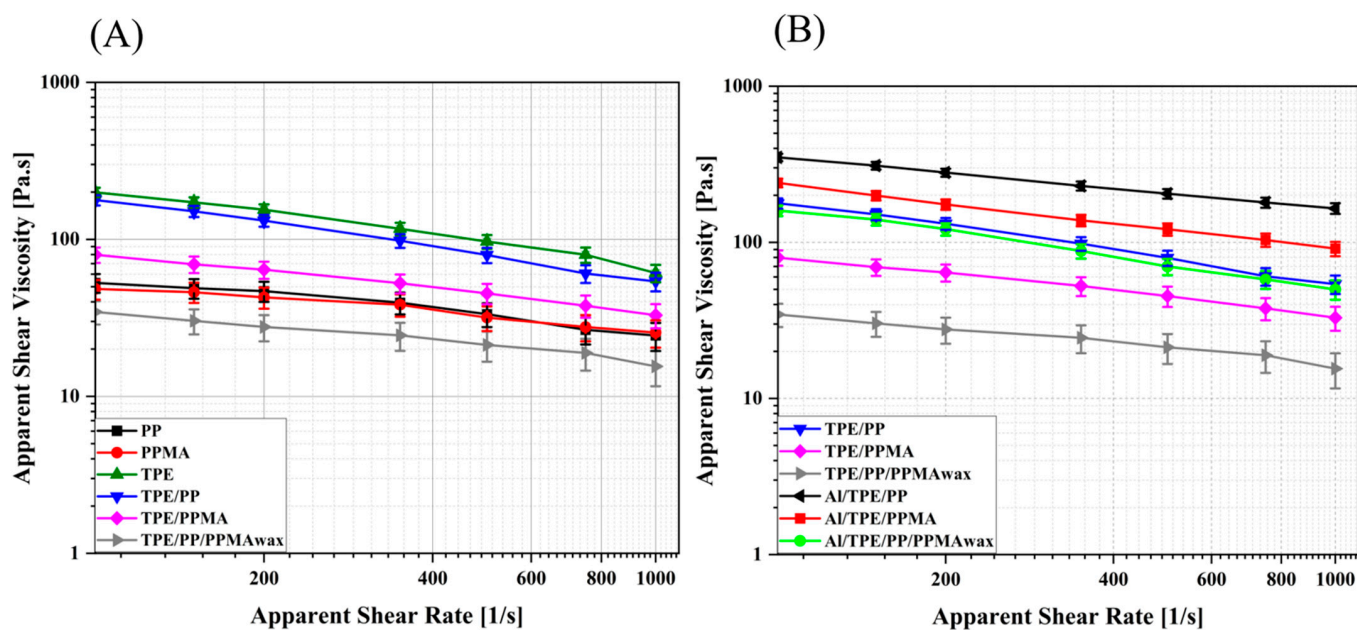 (A)
1000
100
10
1
Apparent Shear Viscosity [Pa.s]
PP
PPMA
TPE
TPE/PP
TPE/PPMA
TPE/PP/PPMAwax
200
400
600
800
1000
Apparent Shear Rate [1/s]
(B)
1000
100
10
1
Apparent Shear Viscosity [Pa.s]
TPE/PP
TPE/PPMA
TPE/PP/PPMAwax
Al/TPE/PP
Al/TPE/PPMA
Al/TPE/PP/PPMAwax
200
400
600
800
1000
Apparent Shear Rate [1/s]